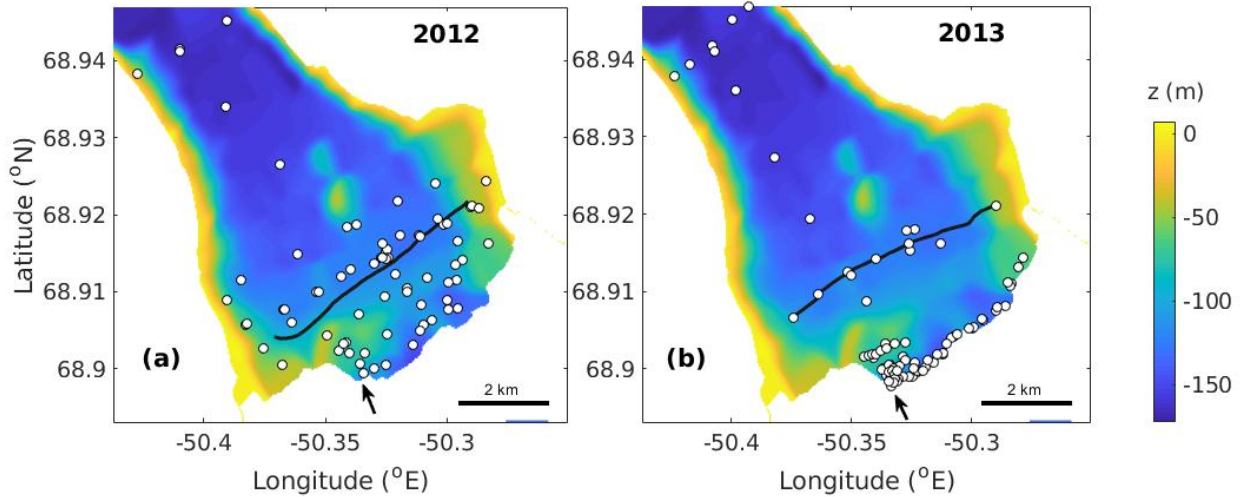 2012
2013
z (m)
68.94
68.93
68.92
68.91
68.9
Latitude (°N)
68.94
68.93
68.92
68.91
68.9
0
-50
-100
-150
(a)
(b)
2 km
2 km
-50.4
-50.35
-50.3
-50.4
-50.35
-50.3
Longitude (°E)
Longitude (°E)